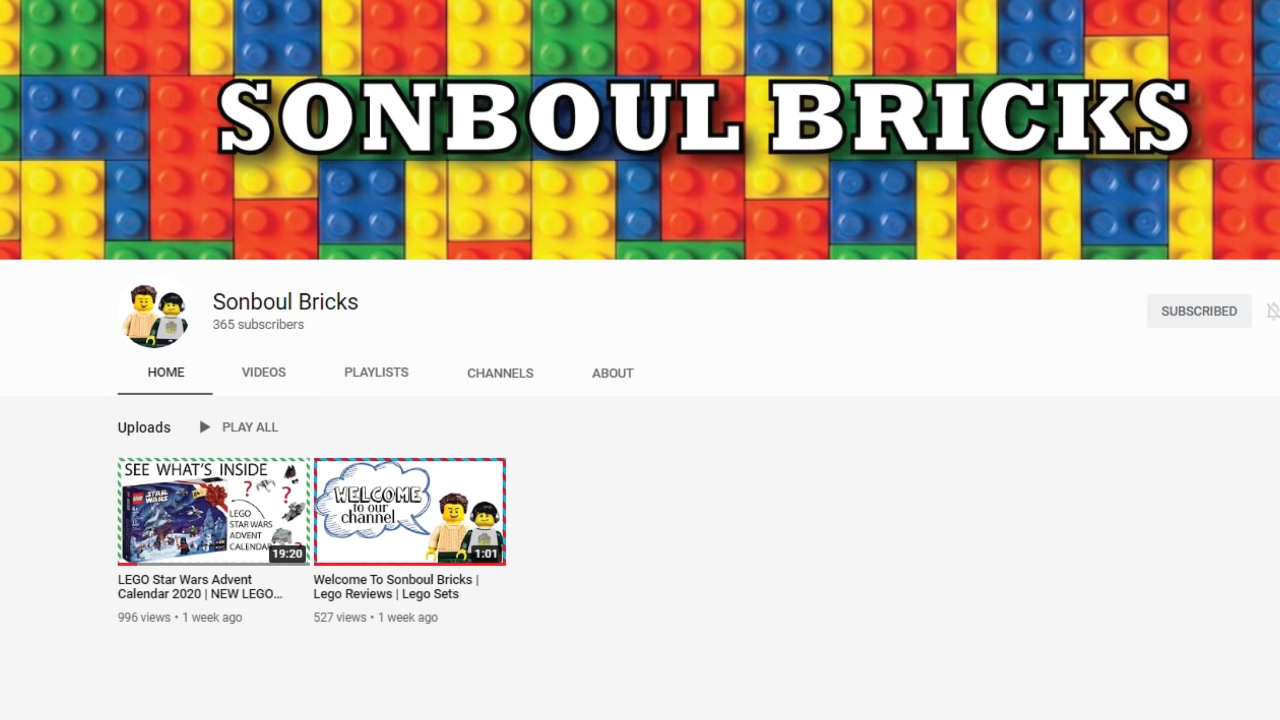 SONBOUL BRICKS
Sonboul Bricks
365 subscribers
SUBSCRIBED
HOME VIDEOS PLAYLISTS CHANNELS ABOUT
Uploads PLAY ALL
SEE WHAT'S INSIDE
? ?
LEGO STAR WARS
LEGO
STAR WARS
ADVENT
CALENDAR
19:20
WELCOME
to our
channel
1:01
LEGO Star Wars Advent
Calendar 2020 | NEW LEGO...
996 views • 1 week ago
Welcome To Sonboul Bricks |
Lego Reviews | Lego Sets
527 views • 1 week ago